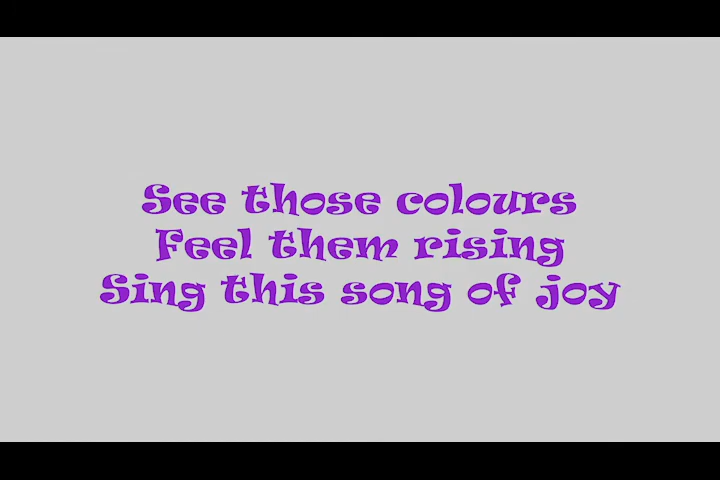 See those colours
Feel them rising
Sing this song of joy